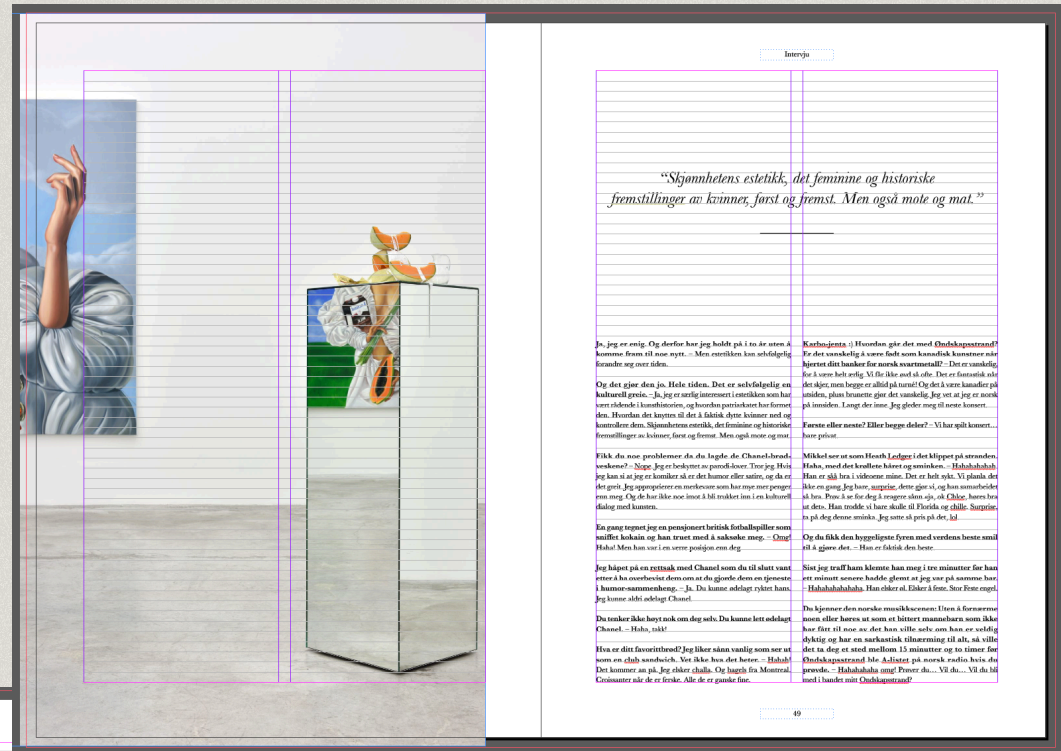 Intervju
“Skjønnhetens estetikk, det feminine og historiske
fremstillinger av kvinner, først og fremst. Men også mote og mat.”
Ja, jeg er enig. Og derfor har jeg holdt på i to år uten å
komme fram til noe nytt. – Men estetikken kan selvfølgelig
forandre seg over tiden.
Og det gjør den jo. Hele tiden. Det er selvfølgelig en
kulturell greie. – Ja, jeg er særlig interessert i estetikken som har
vært rådende i kunsthistorien, og hvordan patriarkatet har formet
den. Hvordan det knyttes til det å faktisk dytte kvinner ned og
kontrollere dem. Skjønnhetens estetikk, det feminine og historiske
fremstillinger av kvinner, først og fremst. Men også mote og mat.
Fikk du noe problemer da du lagde de Chanel-brød-
veskene? – Nope. Jeg er beskyttet av parodi-lover. Tror jeg. Hvis
jeg kan si at jeg er komiker så er det humor eller satire, og da er
det greit. Jeg approprierer en merkevare som har mye mer penger
enn meg. Og de har ikke noe imot å bli trukket inn i en kulturell
dialog med kunsten.
En gang tegnet jeg en pensjonert britisk fotballspiller som
sniffet kokain og han truet med å saksøke meg. – Omg!
Haha! Men han var i en verre posisjon enn deg.
Jeg håpet på en rettsak med Chanel som du til slutt vant
etter å ha overbevist dem om at du gjorde dem en tjeneste
i humor-sammenheng. – Ja. Du kunne ødelagt ryktet hans.
Jeg kunne aldri ødelagt Chanel.
Du tenker ikke høyt nok om deg selv. Du kunne lett ødelagt
Chanel. – Haha, takk!
Hva er ditt favorittbrød? Jeg liker sånn vanlig som ser ut
som en club sandwich. Vet ikke hva det heter. – Hahah!
Det kommer an på. Jeg elsker challa. Og bagels fra Montreal.
Croissanter når de er ferske. Alle de er ganske fine.
Karbo-jenta :) Hvordan går det med Ondskapsstrand?
Er det vanskelig å være født som kanadisk kunstner når
hjertet ditt banker for norsk svartmetall? – Det er vanskelig,
for å være helt ærlig. Vi får ikke øvd så ofte. Det er fantastisk når
det skjer, men begge er alltid på turné! Og det å være kanadier på
utsiden, pluss brunette gjør det vanskelig. Jeg vet at jeg er norsk
på innsiden. Langt der inne. Jeg gleder meg til neste konsert.
Første eller neste? Eller begge deler? – Vi har spilt konsert…
bare privat.
Mikkel ser ut som Heath Ledger i det klippet på stranden.
Haha, med det krøllete håret og sminken. – Hahahahahah.
Han er slå bra i videoene mine. Det er helt sykt. Vi planla det
ikke en gang. Jeg bare, surprise, dette gjør vi, og han samarbeidet
så bra. Prøv å se for deg å reagere sånn «ja, ok Chloe, høres bra
ut det». Han trodde vi bare skulle til Florida og chille. Surprise,
ta på deg denne sminka. Jeg satte så pris på det, lol.
Og du fikk den hyggeligste fyren med verdens beste smil
til å gjøre det. – Han er faktisk den beste.
Sist jeg traff ham klemte han meg i tre minutter før han
ett minutt senere hadde glemt at jeg var på samme bar.
– Hahahahahahaha. Han elsker øl. Elsker å feste. Stor Feste engel.
Du kjenner den norske musikkscenen: Uten å fornærme
noen eller høres ut som et bittert mannebarn som ikke
har fått til noe av det han ville selv om han er veldig
dyktig og har en sarkastisk tilnærming til alt, så ville
det ta deg et sted mellom 15 minutter og to timer før
Ondskapsstrand ble A-listet på norsk radio hvis du
prøvde. – Hahahahaha omg! Prøver du… Vil du… Vil du bli
med i bandet mitt Ondskapsstrand?
49